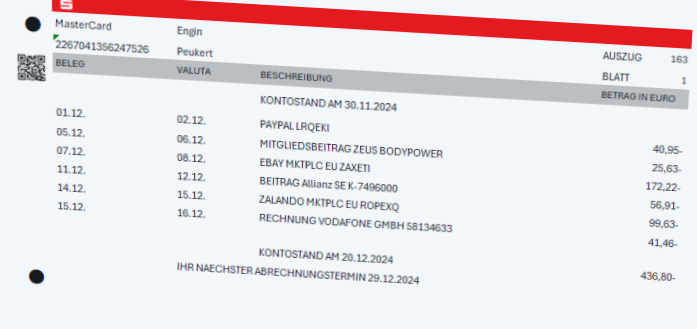 MasterCard Engin
2267041356247526 Peukert AUSZUG 163
BLATT 1
BELEG VALUTA BESCHREIBUNG BETRAG IN EURO
KONTOSTAND AM 30.11.2024
01.12. 02.12. PAYPAL LRQEKI 40,95-
05.12. 06.12. MITGLIEDSBEITRAG ZEUS BODYPOWER 25,63-
07.12. 08.12. EBAY MKTPLC EU ZAXETI 172,22-
11.12. 12.12. BEITRAG Allianz SE K-7496000 56,91-
14.12. 15.12. ZALANDO MKTPLC EU ROPEXQ 99,63-
15.12. 16.12. RECHNUNG VODAFONE GMBH 58134633 41,46-
KONTOSTAND AM 20.12.2024 436,80-
IHR NAECHSTER ABRECHNUNGSTERMIN 29.12.2024